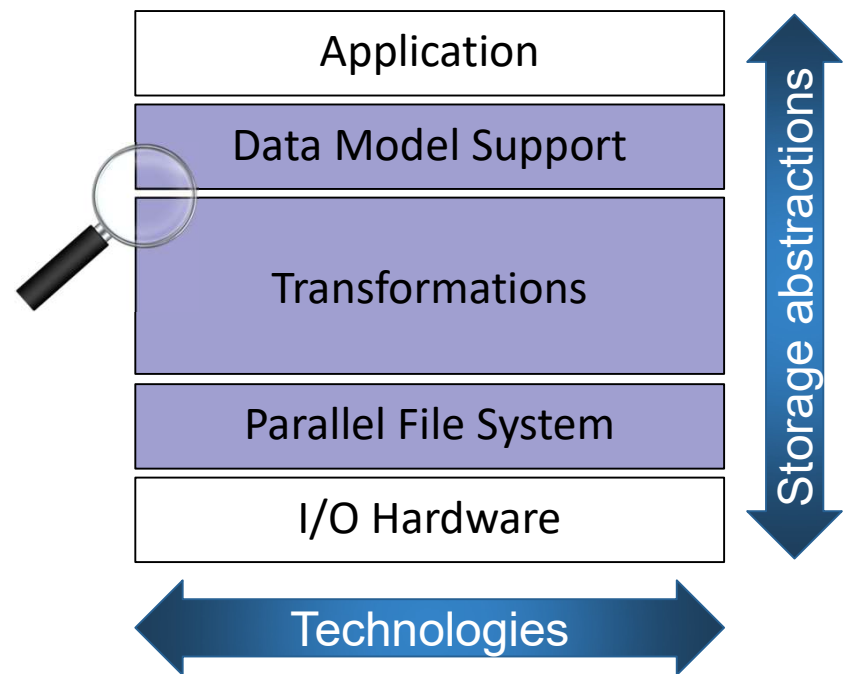 Application
Data Model Support
Transformations
Parallel File System
I/O Hardware
Storage abstractions
Technologies